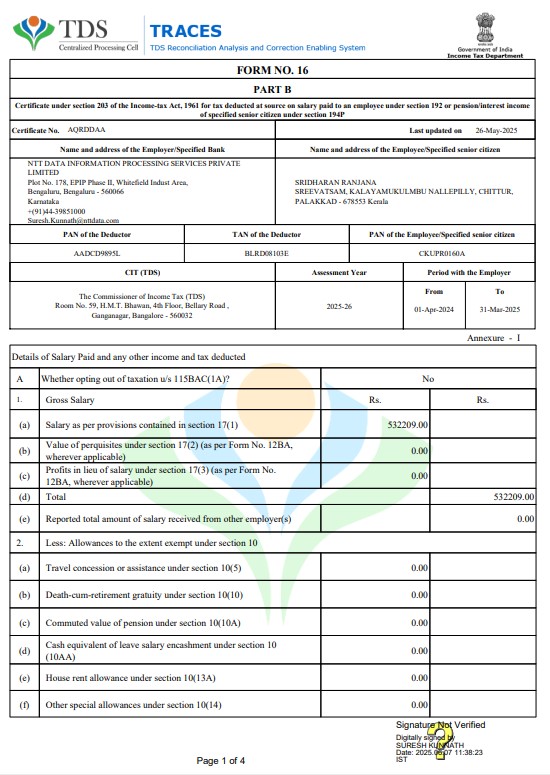 TDS
Centralized Processing Cell
TRACES
TDS Reconciliation Analysis and Correction Enabling System
Government of India
Income Tax Department
FORM NO. 16
PART B
Certificate under section 203 of the Income-tax Act, 1961 for tax deducted at source on salary paid to an employee under section 192 or pension/interest income
of specified senior citizen under section 194P
Certificate No. AQRDDAA
Last updated on 26-May-2025
Name and address of the Employer/Specified Bank
Name and address of the Employee/Specified senior citizen
NTT DATA INFORMATION PROCESSING SERVICES PRIVATE
LIMITED
Plot No. 178, EPIP Phase II, Whitefield Indust Area,
Bengaluru, Bengaluru - 560066
Karnataka
+(91)44-39851000
Suresh.Kunnath@nttdata.com
SRIDHARAN RANJANA
SREEVATSAM, KALAYAMUKULMBU NALLEPILLY, CHITTUR,
PALAKKAD - 678553 Kerala
PAN of the Deductor
TAN of the Deductor
PAN of the Employee/Specified senior citizen
AADCD9895L
BLRD08103E
CKUPR0160A
CIT (TDS)
Assessment Year
Period with the Employer
The Commissioner of Income Tax (TDS)
Room No. 59, H.M.T. Bhawan, 4th Floor, Bellary Road ,
Ganganagar, Bangalore - 560032
2025-26
From
To
01-Apr-2024
31-Mar-2025
Annexure - I
Details of Salary Paid and any other income and tax deducted
A Whether opting out of taxation u/s 115BAC(1A)? No
1. Gross Salary Rs. Rs.
(a) Salary as per provisions contained in section 17(1) 532209.00
(b) Value of perquisites under section 17(2) (as per Form No. 12BA,
wherever applicable) 0.00
(c) Profits in lieu of salary under section 17(3) (as per Form No.
12BA, wherever applicable) 0.00
(d) Total 532209.00
(e) Reported total amount of salary received from other employer(s) 0.00
2. Less: Allowances to the extent exempt under section 10
(a) Travel concession or assistance under section 10(5) 0.00
(b) Death-cum-retirement gratuity under section 10(10) 0.00
(c) Commuted value of pension under section 10(10A) 0.00
(d) Cash equivalent of leave salary encashment under section 10
(10AA) 0.00
(e) House rent allowance under section 10(13A) 0.00
(f) Other special allowances under section 10(14) 0.00
Signature Not Verified
Digitally signed by
SURESH KUNNATH
Date: 2025.06.07 11:38:23
IST
Page 1 of 4